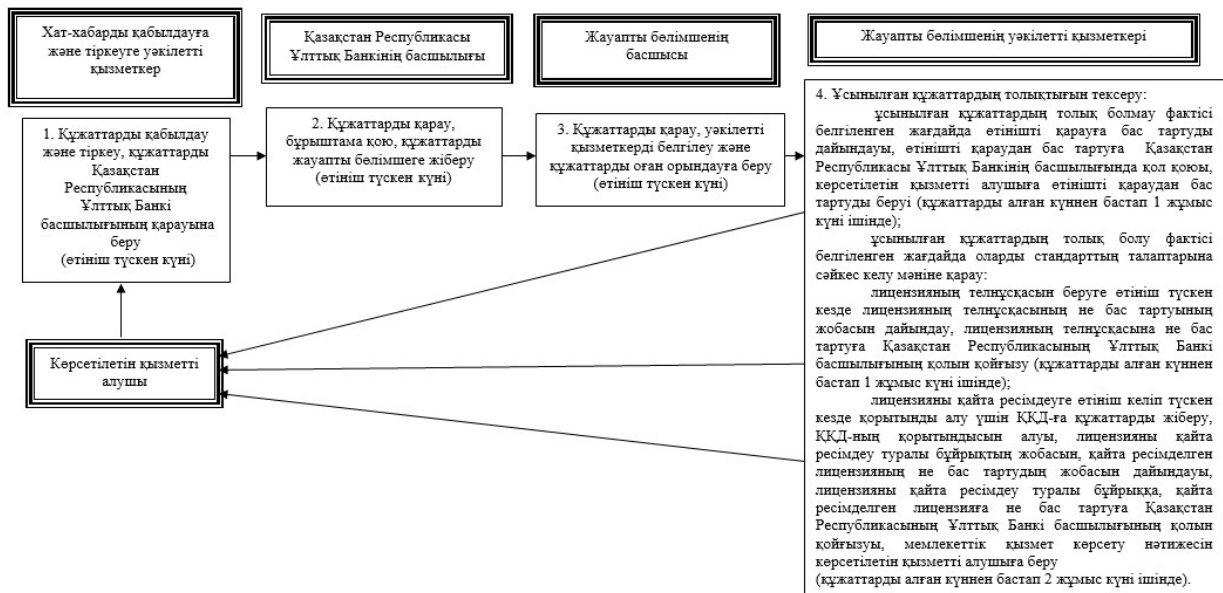 Хат-хабарды қабылдауға
және тіркеуге уәкілетті
қызметкер
Қазақстан Республикасы
Ұлттық Банкінің басшылығы
Жауапты бөлімшенің
басшысы
Жауапты бөлімшенің уәкілетті қызметкері
1. Құжаттарды қабылдау
және тіркеу, құжаттарды
Қазақстан
Республикасының
Ұлттық Банкі
басшылығының қарауына
беру
(өтініш түскен күні)
2. Құжаттарды қарау,
бұрыштама қою, құжаттарды
жауапты бөлімшеге жіберу
(өтініш түскен күні)
3. Құжаттарды қарау, уәкілетті
қызметкерді белгілеу және
құжаттарды оған орындауға беру
(өтініш түскен күні)
4. Ұсынылған құжаттардың толықтығын тексеру:
ұсынылған құжаттардың толық болмау фактісі
белгіленген жағдайда өтінішті қарауға бас тартуды
дайындауы, өтінішті қараудан бас тартуға Қазақстан
Республикасы Ұлттық Банкінің басшылығында қол қоюы,
көрсетілетін қызметті алушыға өтінішті қараудан бас
тартуды беруі (құжаттарды алған күннен бастап 1 жұмыс
күні ішінде);
ұсынылған құжаттардың толық болу фактісі
белгіленген жағдайда оларды стандарттың талаптарына
сәйкес келу мәніне қарау:
лицензияның телнұсқасын беруге өтініш түскен
кезде лицензияның телнұсқасының не бас тартуының
жобасын дайындау, лицензияның телнұсқасына не бас
тартуға Қазақстан Республикасының Ұлттық Банкі
басшылығының қолын қойғызу (құжаттарды алған күннен
бастап 1 жұмыс күні ішінде);
лицензияны қайта ресімдеуге өтініш келіп түскен
кезде қорытынды алу үшін ҚҚД-ға құжаттарды жіберу,
ҚҚД-ның қорытындысын алуы, лицензияны қайта
ресімдеу туралы бұйрықтың жобасын, қайта ресімделген
лицензияның не бас тартудың жобасын дайындауы,
лицензияны қайта ресімдеу туралы бұйрыққа, қайта
ресімделген лицензияға не бас тартуға Қазақстан
Республикасының Ұлттық Банкі басшылығының қолын
қойғызуы, мемлекеттік қызмет көрсету нәтижесін
көрсетілетін қызметті алушыға беру
(құжаттарды алған күннен бастап 2 жұмыс күні ішінде).
Көрсетілетін қызметті
алушы